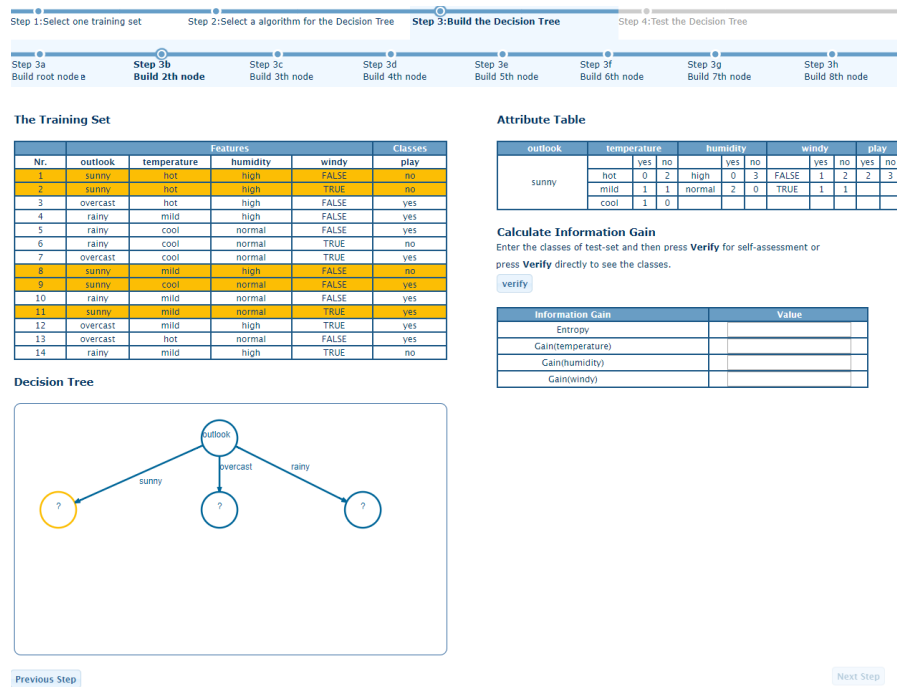 Step 1:Select one training set
Step 2:Select a algorithm for the Decision Tree
Step 3:Build the Decision Tree
Step 4:Test the Decision Tree
Step 3a
Build root node
Step 3b
Build 2th node
Step 3c
Build 3th node
Step 3d
Build 4th node
Step 3e
Build 5th node
Step 3f
Build 6th node
Step 3g
Build 7th node
Step 3h
Build 8th node
The Training Set
Features Classes
Nr. outlook temperature humidity windy play
1 sunny hot high FALSE no
2 sunny hot high TRUE no
3 overcast hot high FALSE yes
4 rainy mild high FALSE yes
5 rainy cool normal FALSE yes
6 rainy cool normal TRUE no
7 overcast cool normal TRUE yes
8 sunny mild high FALSE no
9 sunny cool normal FALSE yes
10 rainy mild normal FALSE yes
11 sunny mild normal TRUE yes
12 overcast mild high TRUE yes
13 overcast hot normal FALSE yes
14 rainy mild high TRUE no
Decision Tree
outlook
sunny
overcast
rainy
?
?
?
Previous Step
Attribute Table
outlook temperature humidity windy play
yes no yes no yes no yes no
sunny
hot 0 2 high 0 3 FALSE 1 2 2 3
mild 1 1 normal 2 0 TRUE 1 1
cool 1 0
Calculate Information Gain
Enter the classes of test-set and then press Verify for self-assessment or
press Verify directly to see the classes.
verify
Information Gain Value
Entropy
Gain(temperature)
Gain(humidity)
Gain(windy)
Next Step